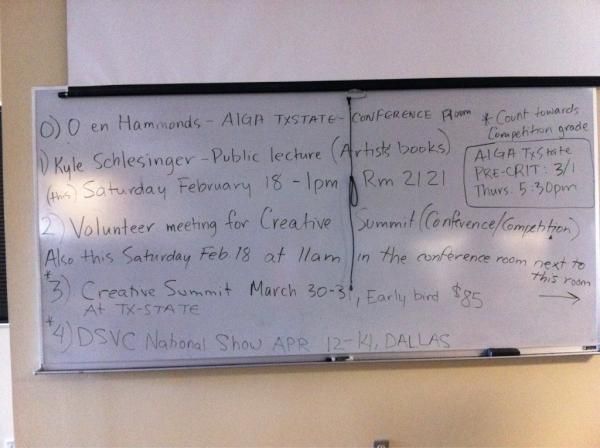 0) O en Hammonds - AIGA TXSTATE - CONFERENCE Room
* Count towards
Competition grade
1) Kyle Schlesinger - Public lecture (Artists' books)
(this) Saturday February 18 - 1pm Rm 2121
AIGA TxState
PRE-CRIT: 3/1
Thurs. 5:30pm
2) Volunteer meeting for Creative Summit (Conference/Competition)
Also this Saturday Feb. 18 at 11am in the conference room next to
this room
*3) Creative Summit March 30-31, Early bird $85
At TX-STATE
*4) DSVC National Show APR 12-14, DALLAS